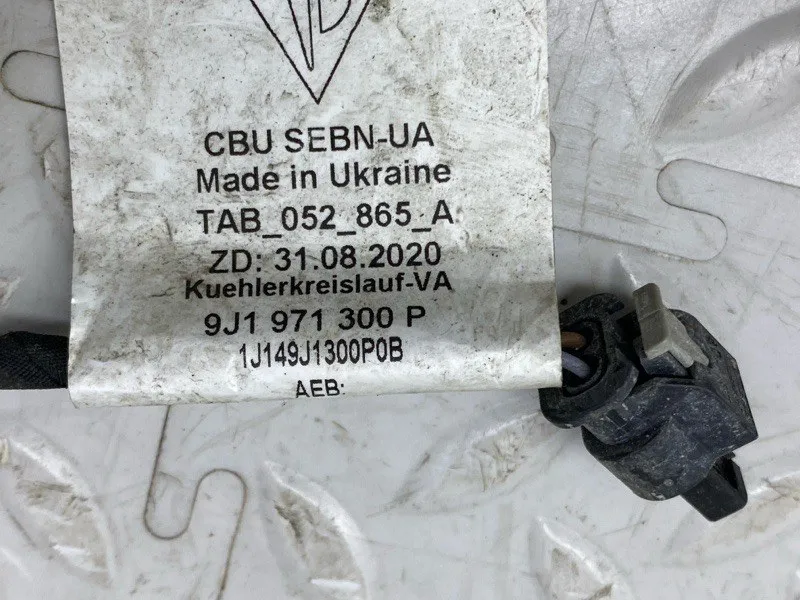 CBU SEBN-UA
Made in Ukraine
TAB_052_865_A
ZD: 31.08.2020
Kuehlerkreislauf-VA
9J1 971 300 P
1J149J1300P0B
AEB: